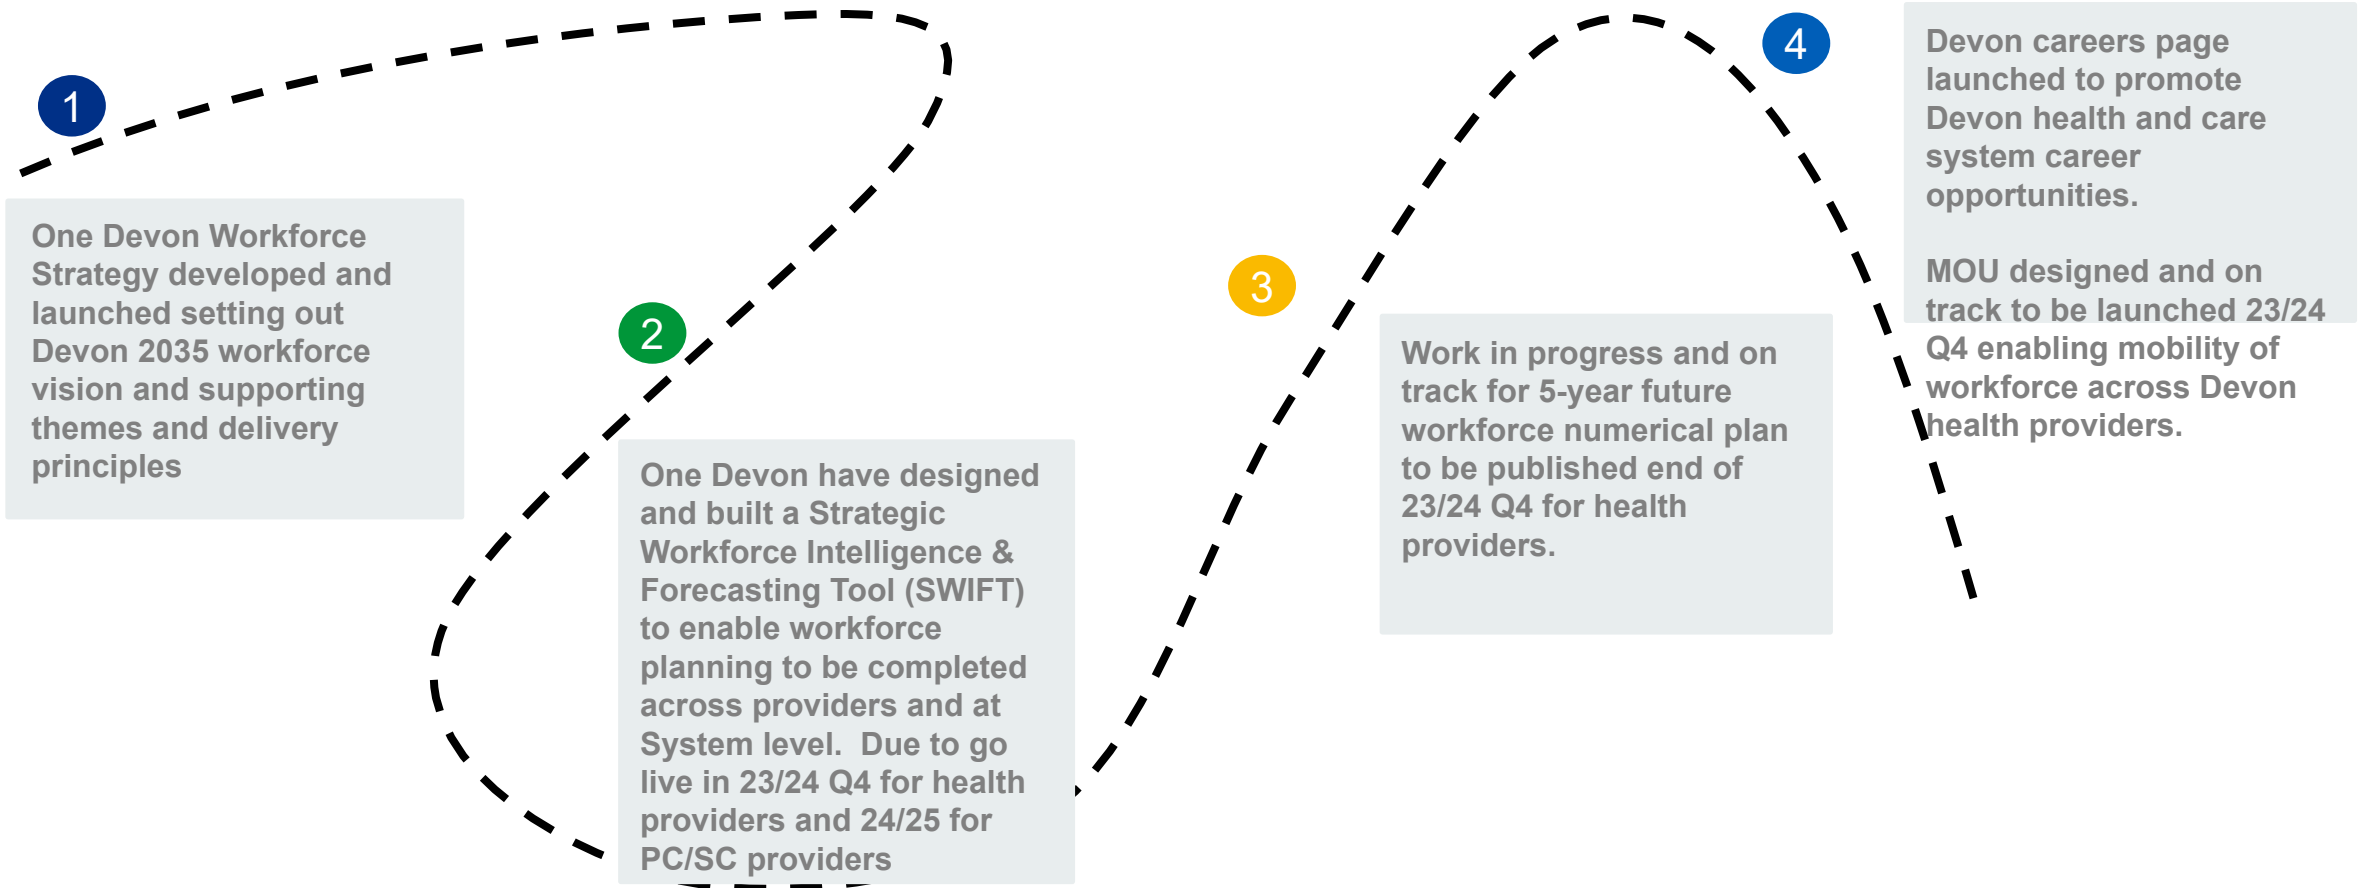 1
One Devon Workforce
Strategy developed and
launched setting out
Devon 2035 workforce
vision and supporting
themes and delivery
principles
2
One Devon have designed
and built a Strategic
Workforce Intelligence &
Forecasting Tool (SWIFT)
to enable workforce
planning to be completed
across providers and at
System level.  Due to go
live in 23/24 Q4 for health
providers and 24/25 for
PC/SC providers
3
Work in progress and on
track for 5-year future
workforce numerical plan
to be published end of
23/24 Q4 for health
providers.
4
Devon careers page
launched to promote
Devon health and care
system career
opportunities.
MOU designed and on
track to be launched 23/24
Q4 enabling mobility of
workforce across Devon
health providers.